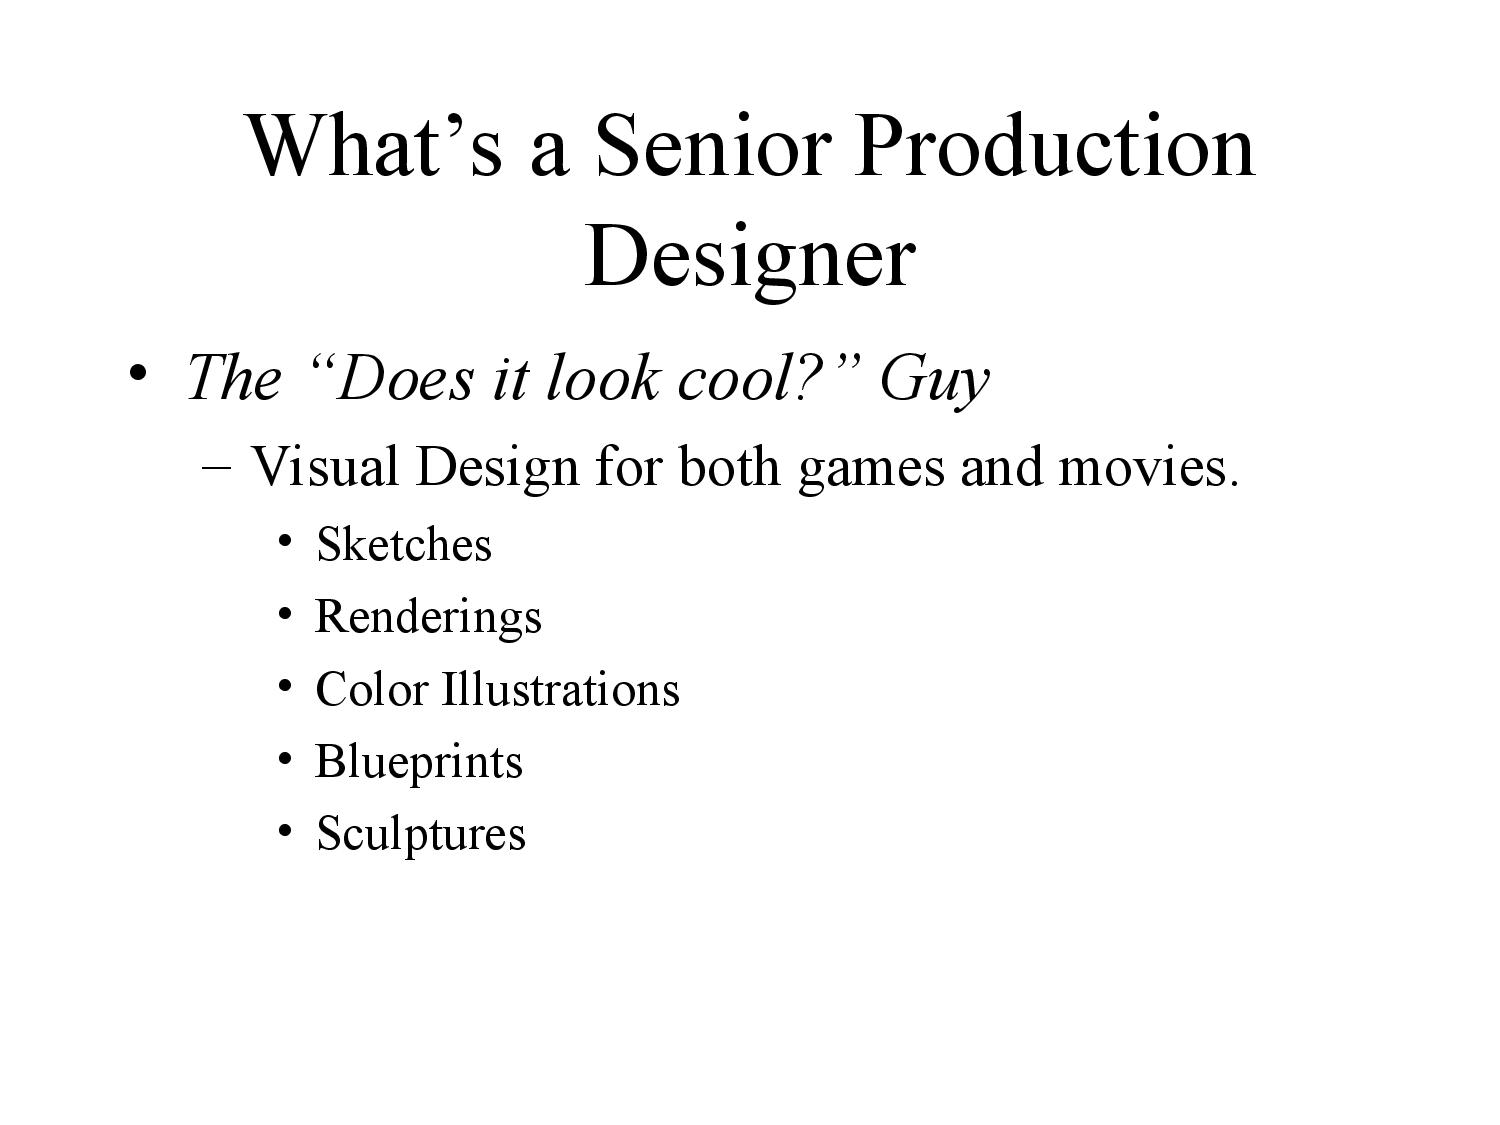 What’s a Senior Production
Designer
• The “Does it look cool?” Guy
– Visual Design for both games and movies.
• Sketches
• Renderings
• Color Illustrations
• Blueprints
• Sculptures